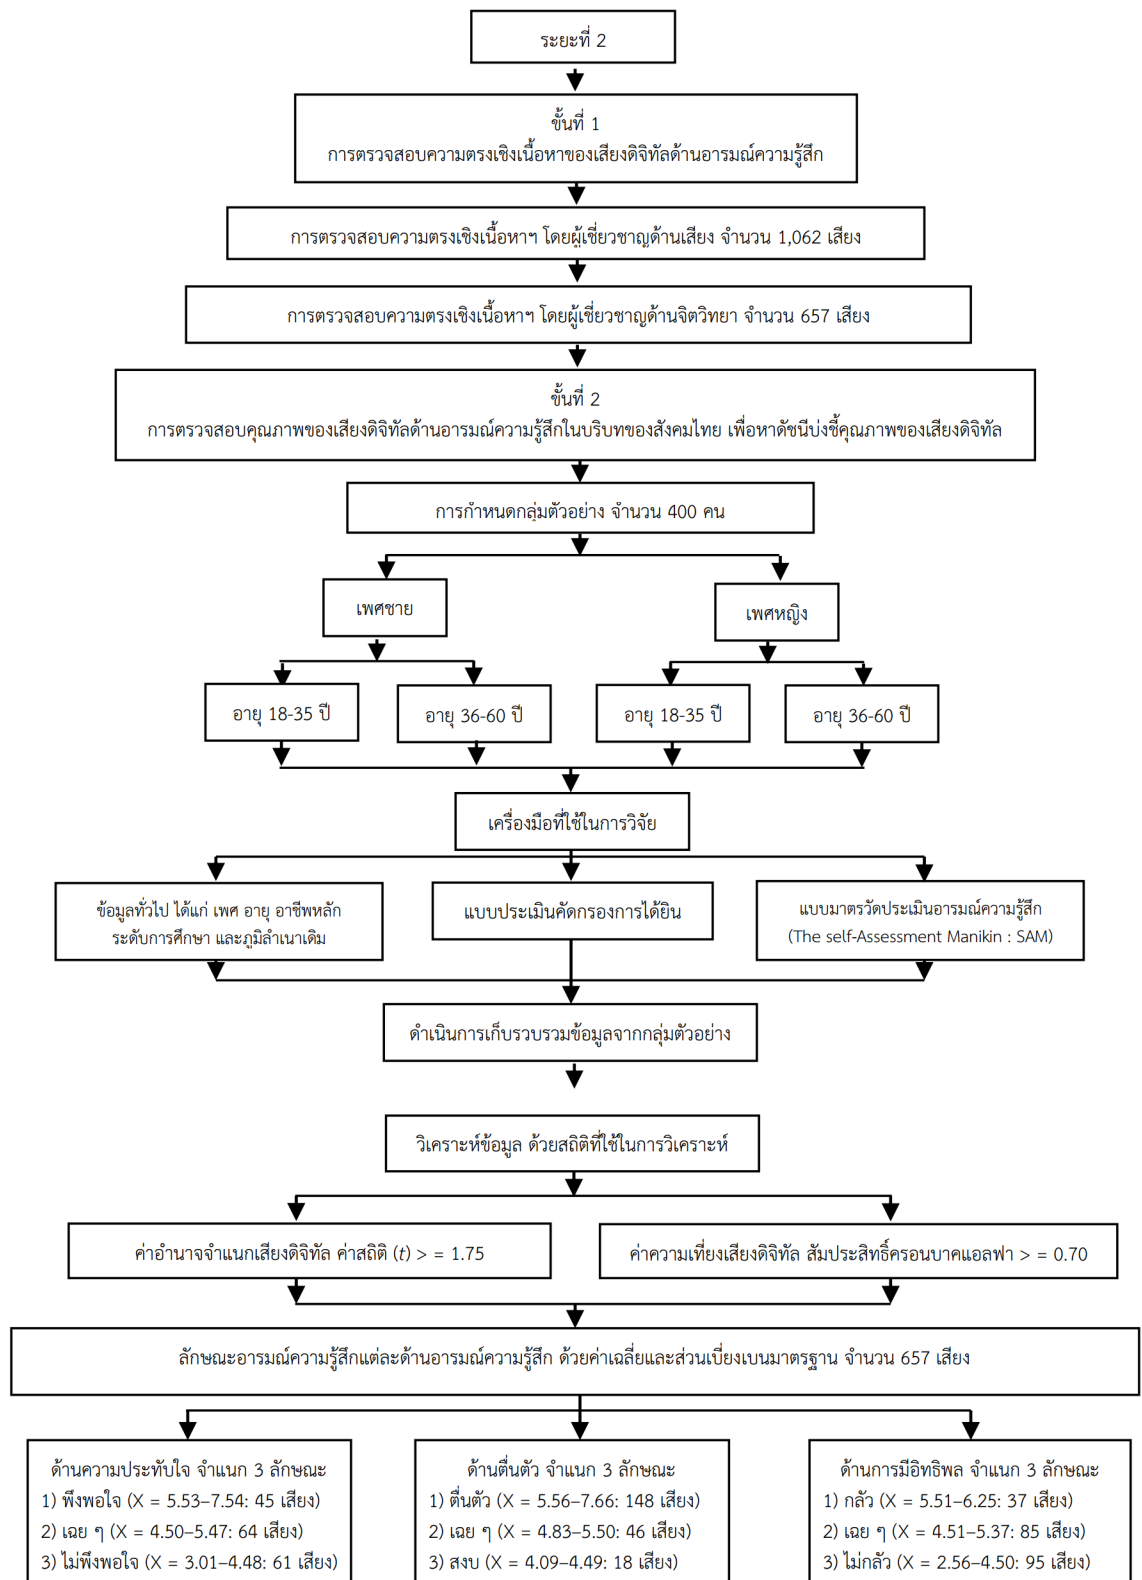 ระยะที่ 2
ขั้นที่ 1
การตรวจสอบความตรงเชิงเนื้อหาของเสียงดิจิทัลด้านอารมณ์ความรู้สึก
การตรวจสอบความตรงเชิงเนื้อหาฯ โดยผู้เชี่ยวชาญด้านเสียง จำนวน 1,062 เสียง
การตรวจสอบความตรงเชิงเนื้อหาฯ โดยผู้เชี่ยวชาญด้านจิตวิทยา จำนวน 657 เสียง
ขั้นที่ 2
การตรวจสอบคุณภาพของเสียงดิจิทัลด้านอารมณ์ความรู้สึกในบริบทของสังคมไทย เพื่อหาดัชนีบ่งชี้คุณภาพของเสียงดิจิทัล
การกำหนดกลุ่มตัวอย่าง จำนวน 400 คน
เพศชาย
เพศหญิง
อายุ 18-35 ปี
อายุ 36-60 ปี
อายุ 18-35 ปี
อายุ 36-60 ปี
เครื่องมือที่ใช้ในการวิจัย
ข้อมูลทั่วไป ได้แก่ เพศ อายุ อาชีพหลัก
ระดับการศึกษา และภูมิลำเนาเดิม
แบบประเมินคัดกรองการได้ยิน
แบบมาตรวัดประเมินอารมณ์ความรู้สึก
(The self-Assessment Manikin : SAM)
ดำเนินการเก็บรวบรวมข้อมูลจากกลุ่มตัวอย่าง
วิเคราะห์ข้อมูล ด้วยสถิติที่ใช้ในการวิเคราะห์
ค่าอำนาจจำแนกเสียงดิจิทัล ค่าสถิติ (t) > = 1.75
ค่าความเที่ยงเสียงดิจิทัล สัมประสิทธิ์ครอนบาคแอลฟา > = 0.70
ลักษณะอารมณ์ความรู้สึกแต่ละด้านอารมณ์ความรู้สึก ด้วยค่าเฉลี่ยและส่วนเบี่ยงเบนมาตรฐาน จำนวน 657 เสียง
ด้านความประทับใจ จำแนก 3 ลักษณะ
1) พึงพอใจ (X = 5.53–7.54: 45 เสียง)
2) เฉย ๆ (X = 4.50–5.47: 64 เสียง)
3) ไม่พึงพอใจ (X = 3.01–4.48: 61 เสียง)
ด้านตื่นตัว จำแนก 3 ลักษณะ
1) ตื่นตัว (X = 5.56–7.66: 148 เสียง)
2) เฉย ๆ (X = 4.83–5.50: 46 เสียง)
3) สงบ (X = 4.09–4.49: 18 เสียง)
ด้านการมีอิทธิพล จำแนก 3 ลักษณะ
1) กลัว (X = 5.51–6.25: 37 เสียง)
2) เฉย ๆ (X = 4.51–5.37: 85 เสียง)
3) ไม่กลัว (X = 2.56–4.50: 95 เสียง)